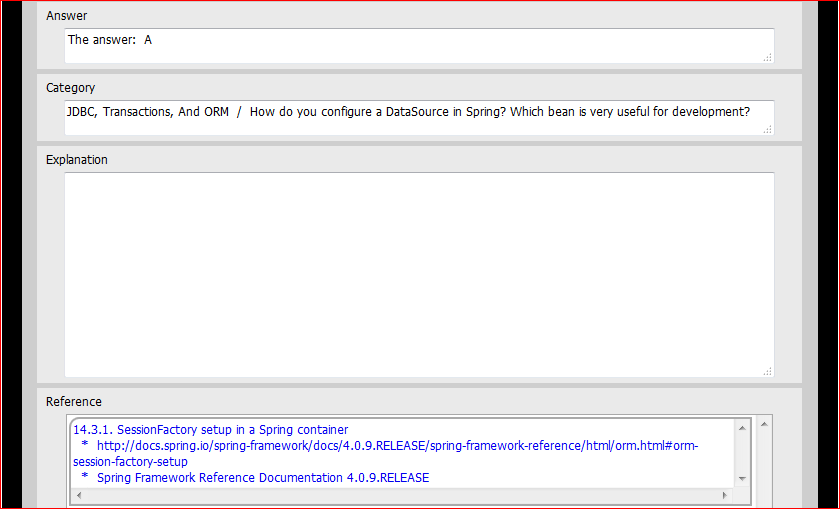 Answer
The answer:  A
Category
JDBC, Transactions, And ORM  /  How do you configure a DataSource in Spring? Which bean is very useful for development?
Explanation
Reference
14.3.1. SessionFactory setup in a Spring container
*  http://docs.spring.io/spring-framework/docs/4.0.9.RELEASE/spring-framework-reference/html/orm.html#orm-
session-factory-setup
*  Spring Framework Reference Documentation 4.0.9.RELEASE